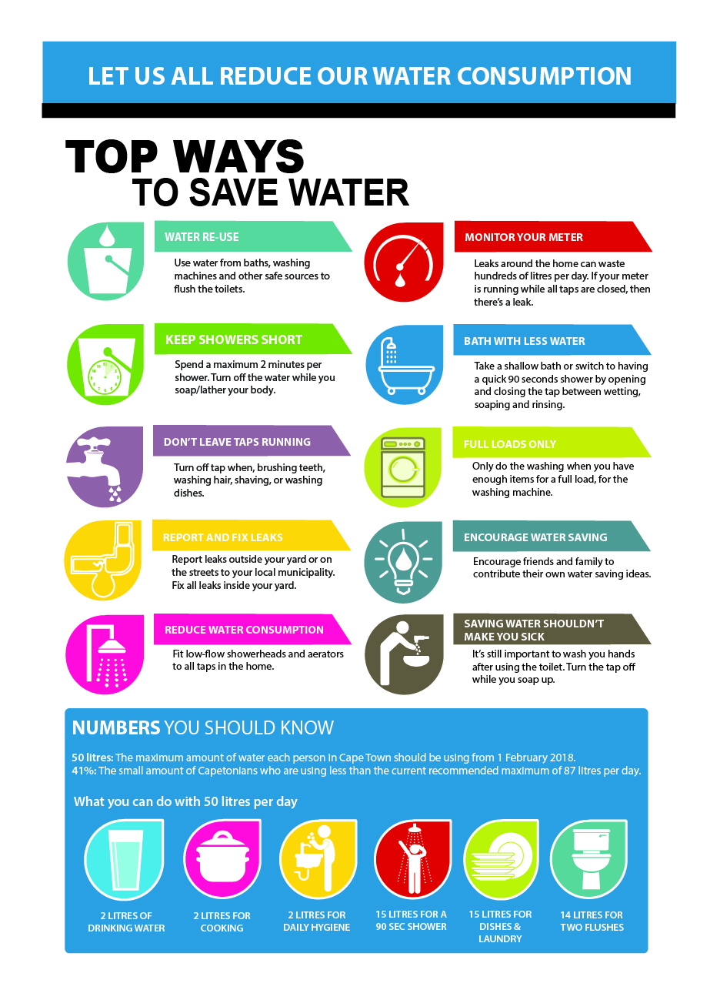 LET US ALL REDUCE OUR WATER CONSUMPTION
TOP WAYS
TO SAVE WATER
WATER RE-USE
Use water from baths, washing
machines and other safe sources to
flush the toilets.
MONITOR YOUR METER
Leaks around the home can waste
hundreds of litres per day. If your meter
is running while all taps are closed, then
there's a leak.
KEEP SHOWERS SHORT
Spend a maximum 2 minutes per
shower. Turn off the water while you
soap/lather your body.
BATH WITH LESS WATER
Take a shallow bath or switch to having
a quick 90 seconds shower by opening
and closing the tap between wetting,
soaping and rinsing.
DON'T LEAVE TAPS RUNNING
Turn off tap when, brushing teeth,
washing hair, shaving, or washing
dishes.
FULL LOADS ONLY
Only do the washing when you have
enough items for a full load, for the
washing machine.
REPORT AND FIX LEAKS
Report leaks outside your yard or on
the streets to your local municipality.
Fix all leaks inside your yard.
ENCOURAGE WATER SAVING
Encourage friends and family to
contribute their own water saving ideas.
REDUCE WATER CONSUMPTION
Fit low-flow showerheads and aerators
to all taps in the home.
SAVING WATER SHOULDN'T
MAKE YOU SICK
It's still important to wash you hands
after using the toilet. Turn the tap off
while you soap up.
NUMBERS YOU SHOULD KNOW
50 litres: The maximum amount of water each person in Cape Town should be using from 1 February 2018.
41%: The small amount of Capetonians who are using less than the current recommended maximum of 87 litres per day.
What you can do with 50 litres per day
2 LITRES OF
DRINKING WATER
2 LITRES FOR
COOKING
2 LITRES FOR
DAILY HYGIENE
15 LITRES FOR A
90 SEC SHOWER
15 LITRES FOR
DISHES &
LAUNDRY
14 LITRES FOR
TWO FLUSHES